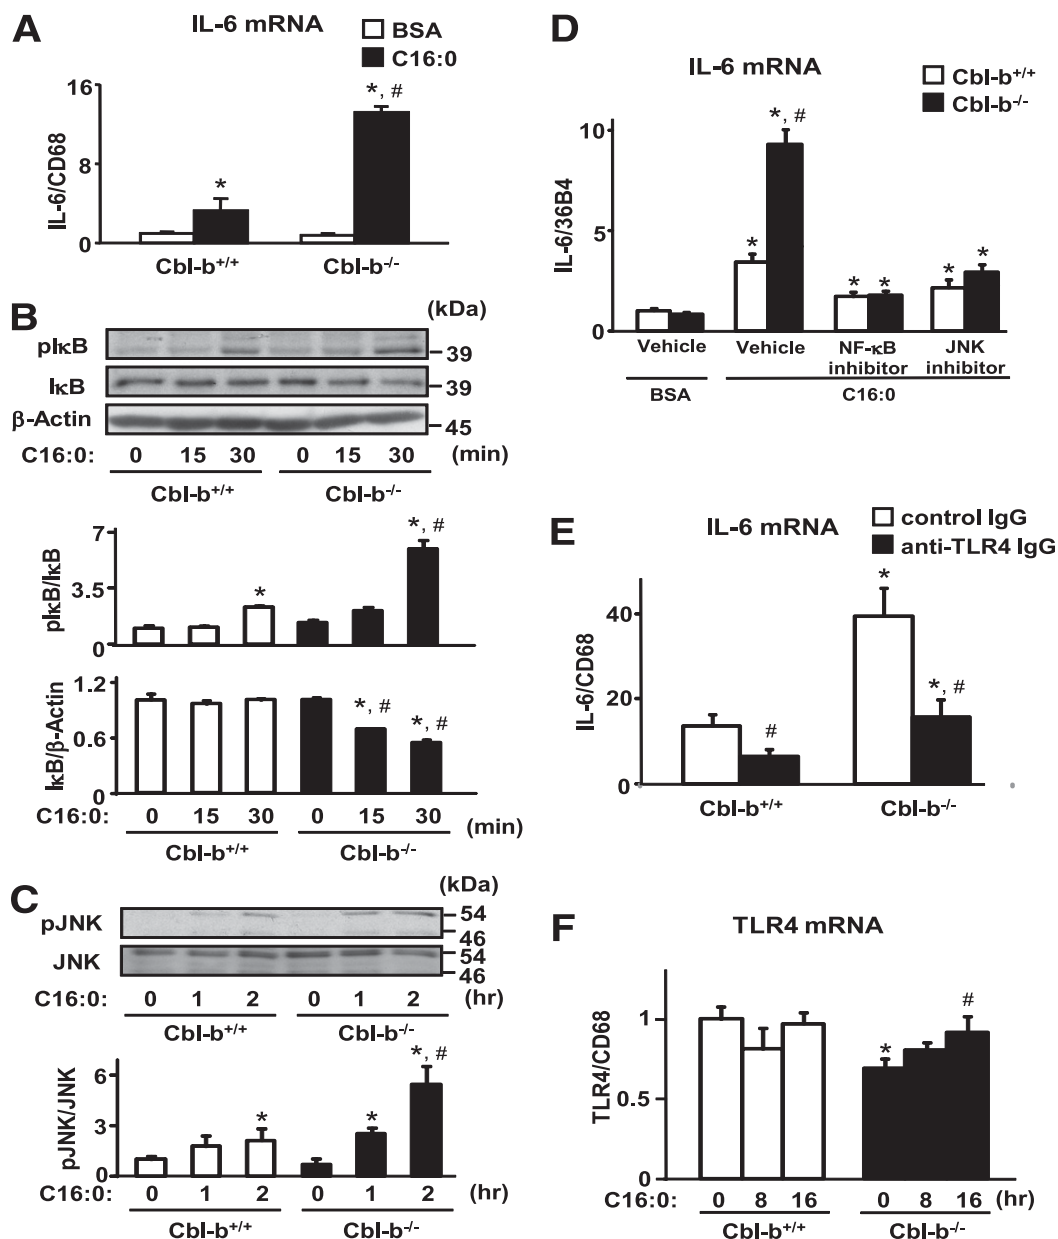 A
IL-6 mRNA
BSA
C16:0
16
8
0
IL-6/CD68
*
*, #
Cbl-b+/+
Cbl-b-/-
B
(kDa)
pIκB
39
IκB
39
β-Actin
45
C16:0: 0 15 30 0 15 30 (min)
Cbl-b+/+ Cbl-b-/-
7
3.5
0
pIκB/IκB
*
*, #
1.2
0.6
0
IκB/β-Actin
*, #
*, #
C16:0: 0 15 30 0 15 30 (min)
Cbl-b+/+ Cbl-b-/-
C
(kDa)
pJNK
54
46
JNK
54
46
C16:0: 0 1 2 0 1 2 (hr)
Cbl-b+/+ Cbl-b-/-
6
3
0
pJNK/JNK
*
*
*, #
C16:0: 0 1 2 0 1 2 (hr)
Cbl-b+/+ Cbl-b-/-
D
IL-6 mRNA
Cbl-b+/+
Cbl-b-/-
10
5
0
IL-6/36B4
*
*, #
* *
* *
Vehicle Vehicle NF-κB JNK
inhibitor inhibitor
BSA C16:0
E
IL-6 mRNA
control IgG
anti-TLR4 IgG
40
20
0
IL-6/CD68
#
*
*, #
Cbl-b+/+ Cbl-b-/-
F
TLR4 mRNA
1
0.5
0
TLR4/CD68
*
#
C16:0: 0 8 16 0 8 16 (hr)
Cbl-b+/+ Cbl-b-/-